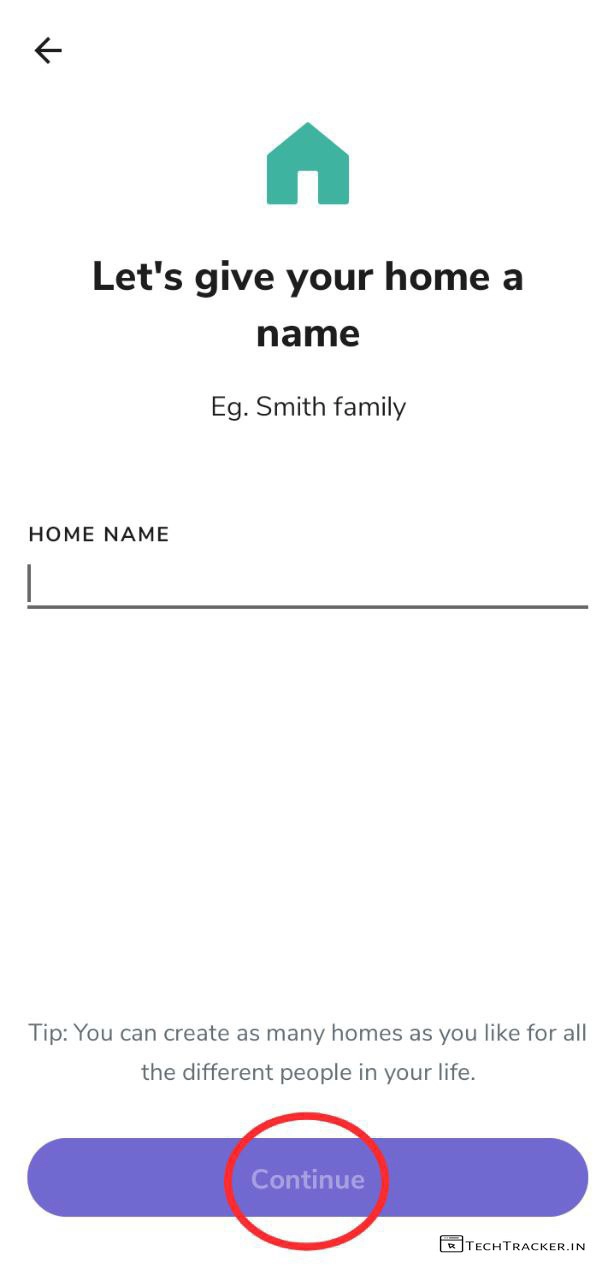 Let's give your home a
name
Eg. Smith family
HOME NAME
Tip: You can create as many homes as you like for all
the different people in your life.
Continue
TECHTRACKER.IN